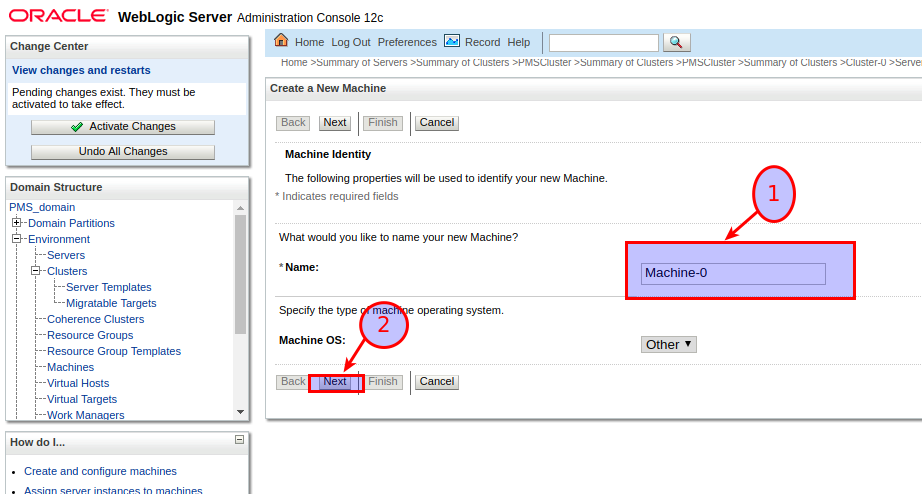 ORACLE WebLogic Server Administration Console 12c
Change Center
View changes and restarts
Pending changes exist. They must be
activated to take effect.
Activate Changes
Undo All Changes
Domain Structure
PMS_domain
Domain Partitions
Environment
Servers
Clusters
Server Templates
Migratable Targets
Coherence Clusters
Resource Groups
Resource Group Templates
Machines
Virtual Hosts
Virtual Targets
Work Managers
How do I...
Create and configure machines
Assign server instances to machines
Home Log Out Preferences Record Help
Home >Summary of Servers >Summary of Clusters >PMSCluster >Summary of Clusters >PMSCluster >Summary of Clusters >Cluster-0 >Serve
Create a New Machine
Back Next Finish Cancel
Machine Identity
The following properties will be used to identify your new Machine.
* Indicates required fields
1
What would you like to name your new Machine?
* Name: Machine-0
Specify the type of machine operating system.
2
Machine OS: Other
Back Next Finish Cancel